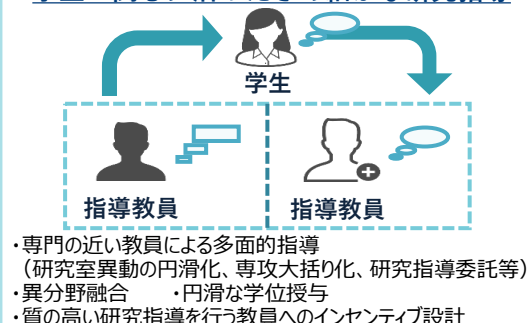 学生
指導教員
指導教員
・専門の近い教員による多面的指導
（研究室異動の円滑化、専攻大括り化、研究指導委託等）
・異分野融合　・円滑な学位授与
・質の高い研究指導を行う教員へのインセンティブ設計